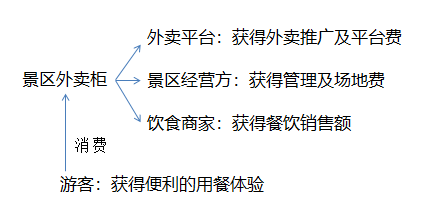 外卖平台：获得外卖推广及平台费
景区外卖柜
景区经营方：获得管理及场地费
饮食商家：获得餐饮销售额
消费
游客：获得便利的用餐体验